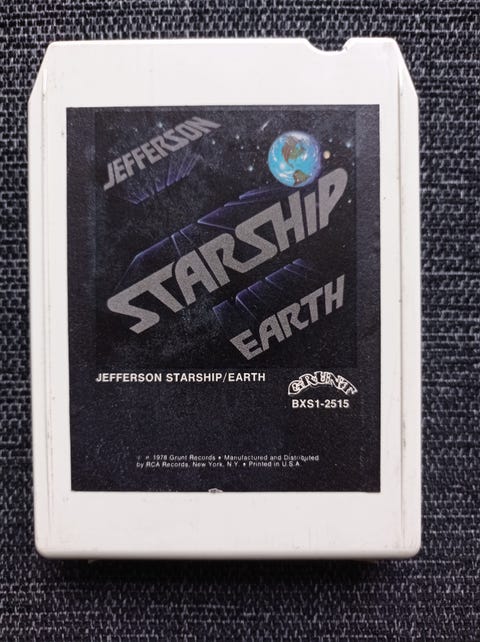 JEFFERSON
STARSHIP
EARTH
JEFFERSON STARSHIP/EARTH
GRUNT
BXS1-2515
℗ 1978 Grunt Records • Manufactured and Distributed
by RCA Records, New York, N.Y. • Printed in U.S.A.